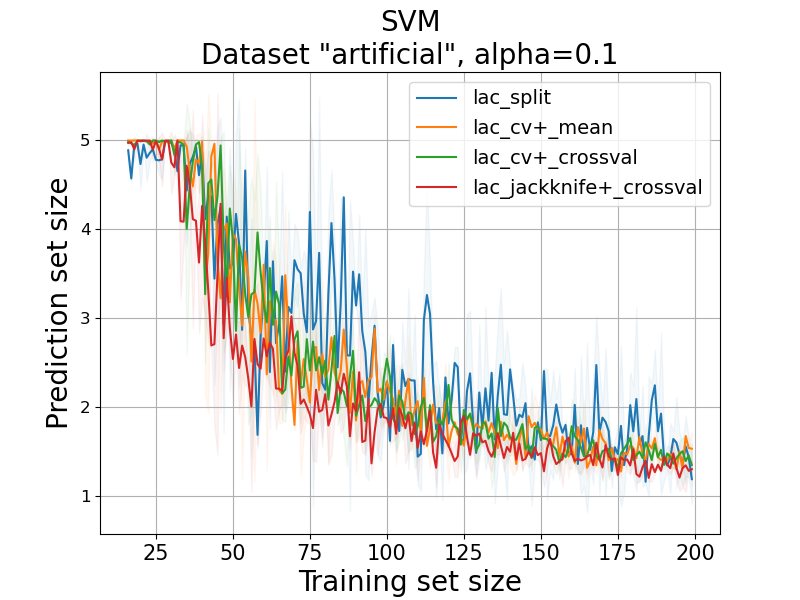 SVM
Dataset "artificial", alpha=0.1
lac_split
lac_cv+_mean
lac_cv+_crossval
lac_jackknife+_crossval
Prediction set size
5
4
3
2
1
25 50 75 100 125 150 175 200
Training set size